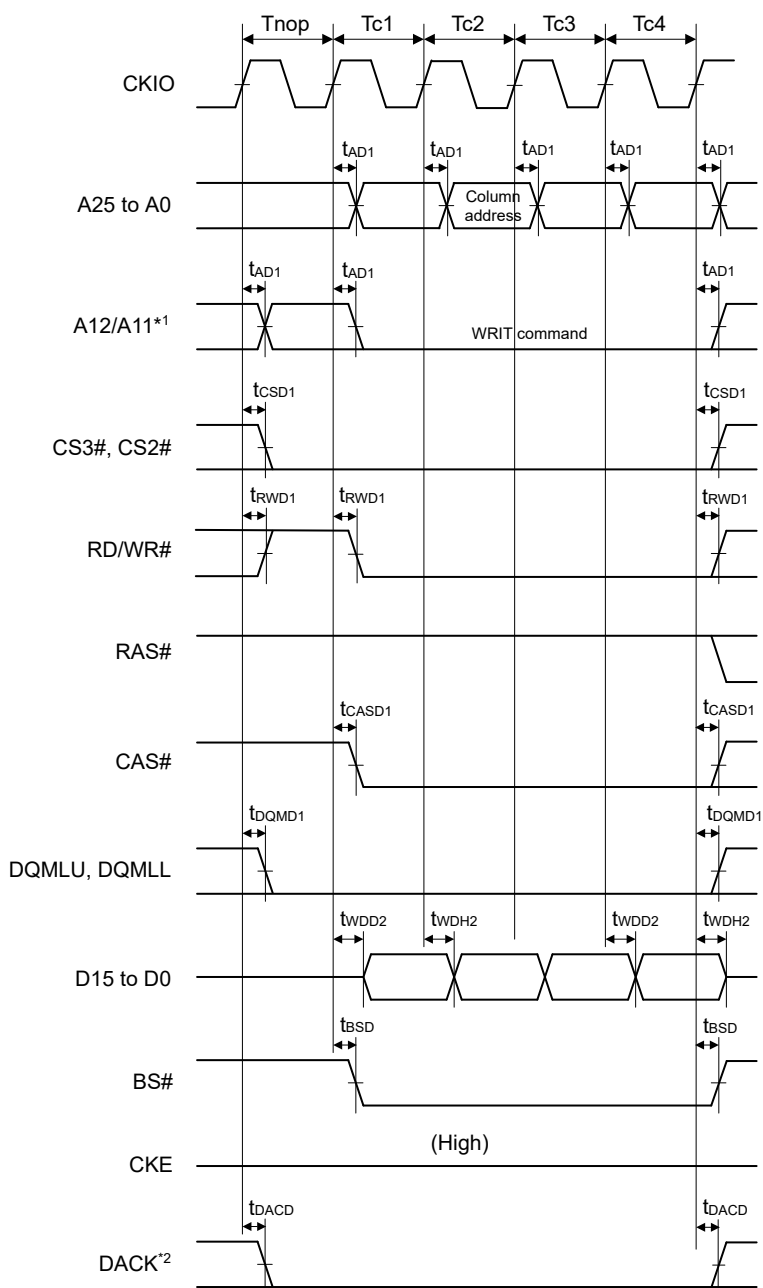 Tnop Tc1 Tc2 Tc3 Tc4
CKIO
tAD1 tAD1 tAD1 tAD1 tAD1
A25 to A0
Column
address
tAD1 tAD1 tAD1
A12/A11*1
WRIT command
tCSD1 tCSD1
CS3#, CS2#
tRWD1 tRWD1 tRWD1
RD/WR#
RAS#
tCASD1 tCASD1
CAS#
tDQMD1 tDQMD1
DQMLU, DQMLL
tWDD2 tWDH2 tWDD2 tWDH2
D15 to D0
tBSD tBSD
BS#
(High)
CKE
tDACD tDACD
DACK*2